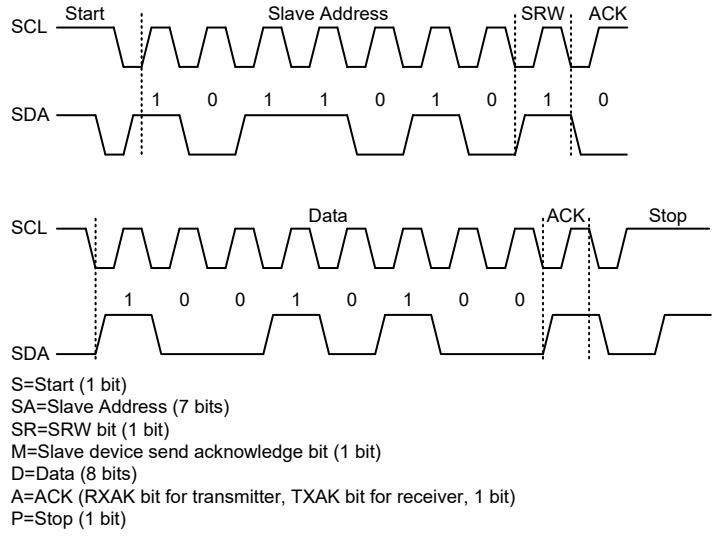 Start Slave Address SRW ACK
SCL
1 0 1 1 0 1 0 1 0
SDA
Data ACK Stop
SCL
1 0 0 1 0 1 0 0
SDA
S=Start (1 bit)
SA=Slave Address (7 bits)
SR=SRW bit (1 bit)
M=Slave device send acknowledge bit (1 bit)
D=Data (8 bits)
A=ACK (RXAK bit for transmitter, TXAK bit for receiver, 1 bit)
P=Stop (1 bit)